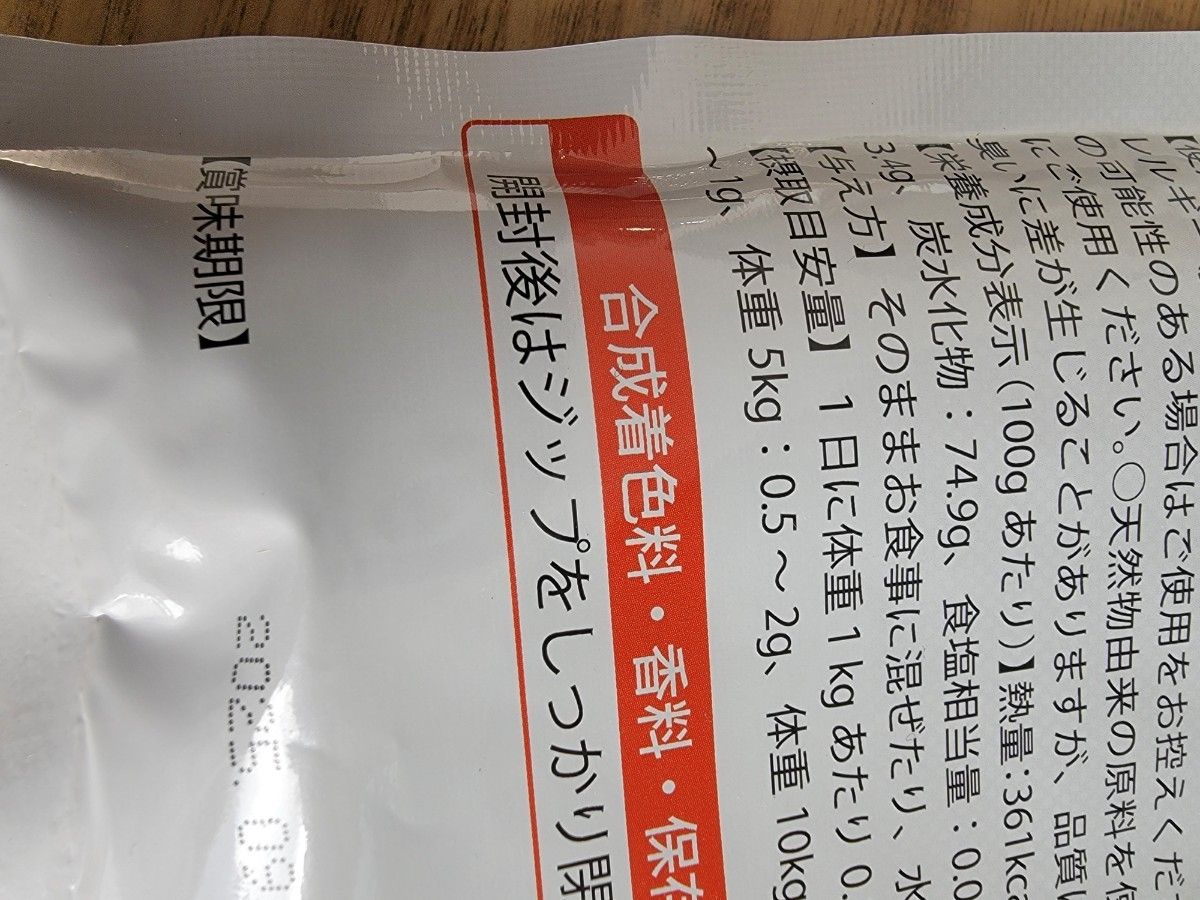 レルギ
の可能性のある場合はご使用をお控えくださ
にご使用ください。○天然物由来の原料を使
臭いに差が生じることがありますが、品質に
【栄養成分表示(100g あたり)】熱量:361kca
3.4g、炭水化物:74.9g、食塩相当量:0.0
【与え方】そのままお食事に混ぜたり、水
【摂取目安量】1日に体重1kgあたり0.
～1g、体重5kg:0.5～2g、体重10kg
合成着色料・香料・保存
開封後はジップをしっかり閉
【賞味期限】
2025.